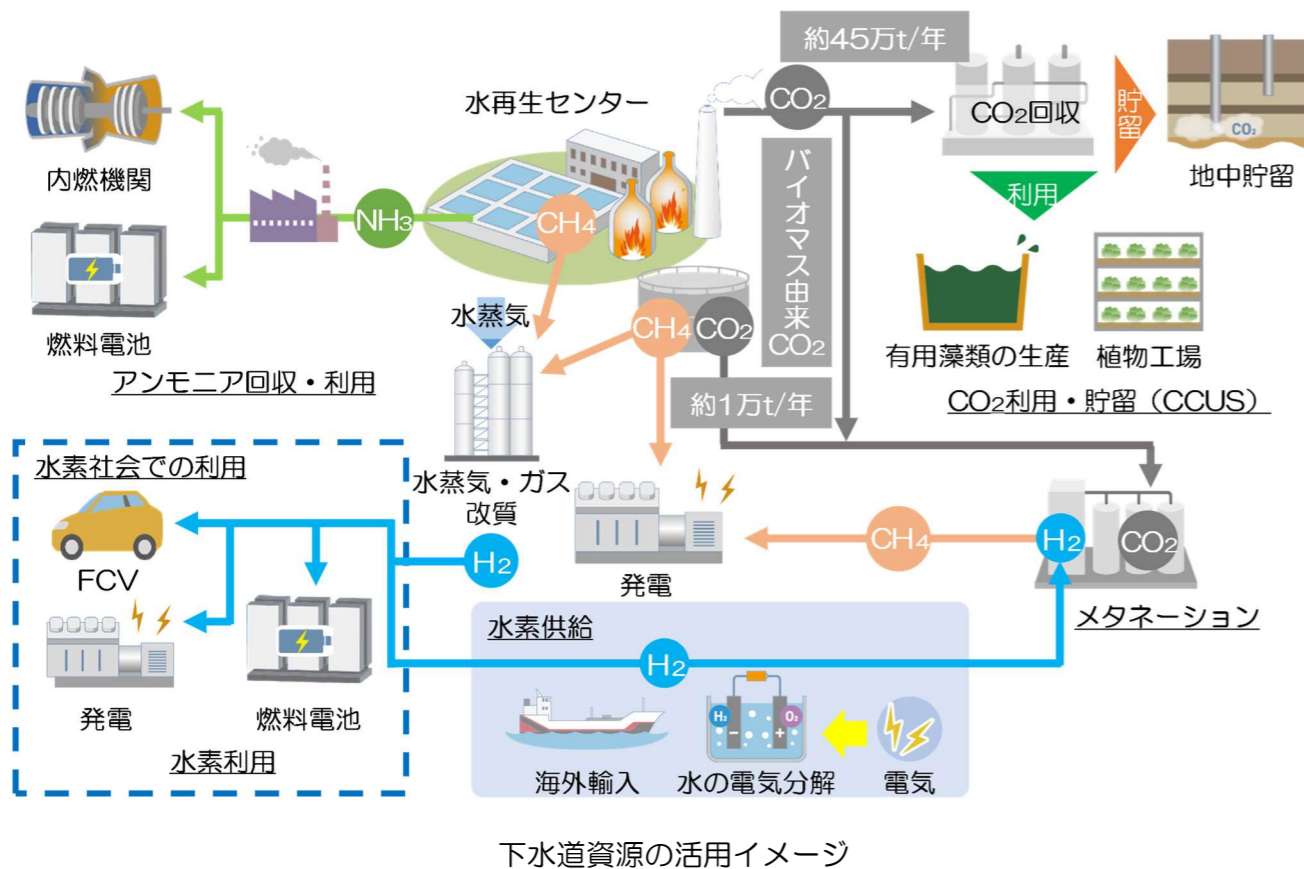 約45万t/年
水再生センター
CO₂
CO₂回収
貯留
CO₂
地中貯留
利用
内燃機関
NH₃
CH₄
バイオマス由来CO₂
燃料電池
アンモニア回収・利用
水蒸気
CH₄
CO₂
有用藻類の生産
植物工場
CO₂利用・貯留（CCUS）
約1万t/年
水蒸気・ガス
改質
水素社会での利用
FCV
H₂
発電
CH₄
H₂
CO₂
メタネーション
発電
燃料電池
水素利用
水素供給
H₂
H₂
O₂
−
+
海外輸入
水の電気分解
電気
下水道資源の活用イメージ